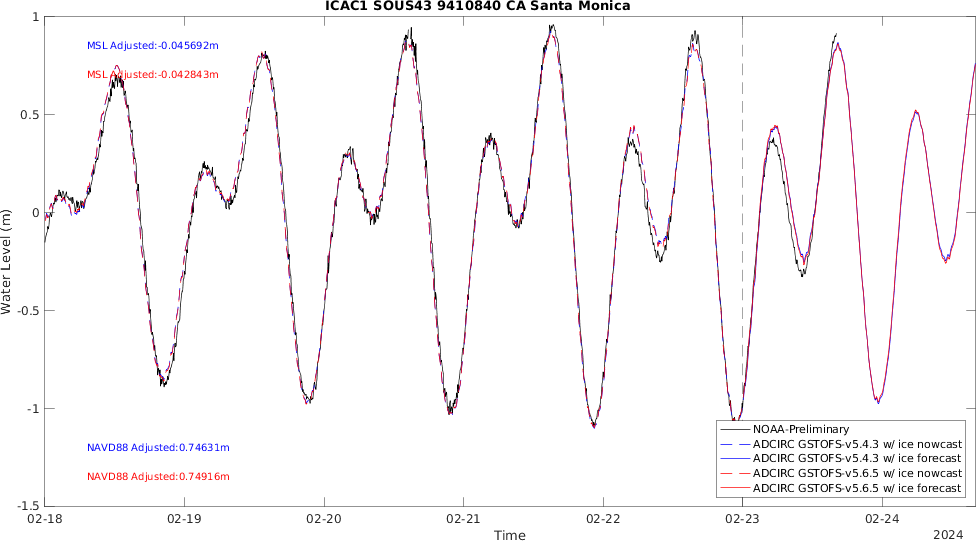 ICAC1 SOUS43 9410840 CA Santa Monica
1
MSL Adjusted:-0.045692m
MSL Adjusted:-0.042843m
0.5
0
Water Level (m)
-0.5
-1
NOAA-Preliminary
NAVD88 Adjusted:0.74631m
ADCIRC GSTOFS-v5.4.3 w/ ice nowcast
ADCIRC GSTOFS-v5.4.3 w/ ice forecast
NAVD88 Adjusted:0.74916m
ADCIRC GSTOFS-v5.6.5 w/ ice nowcast
ADCIRC GSTOFS-v5.6.5 w/ ice forecast
-1.5
02-18 02-19 02-20 02-21 02-22 02-23 02-24
Time
2024